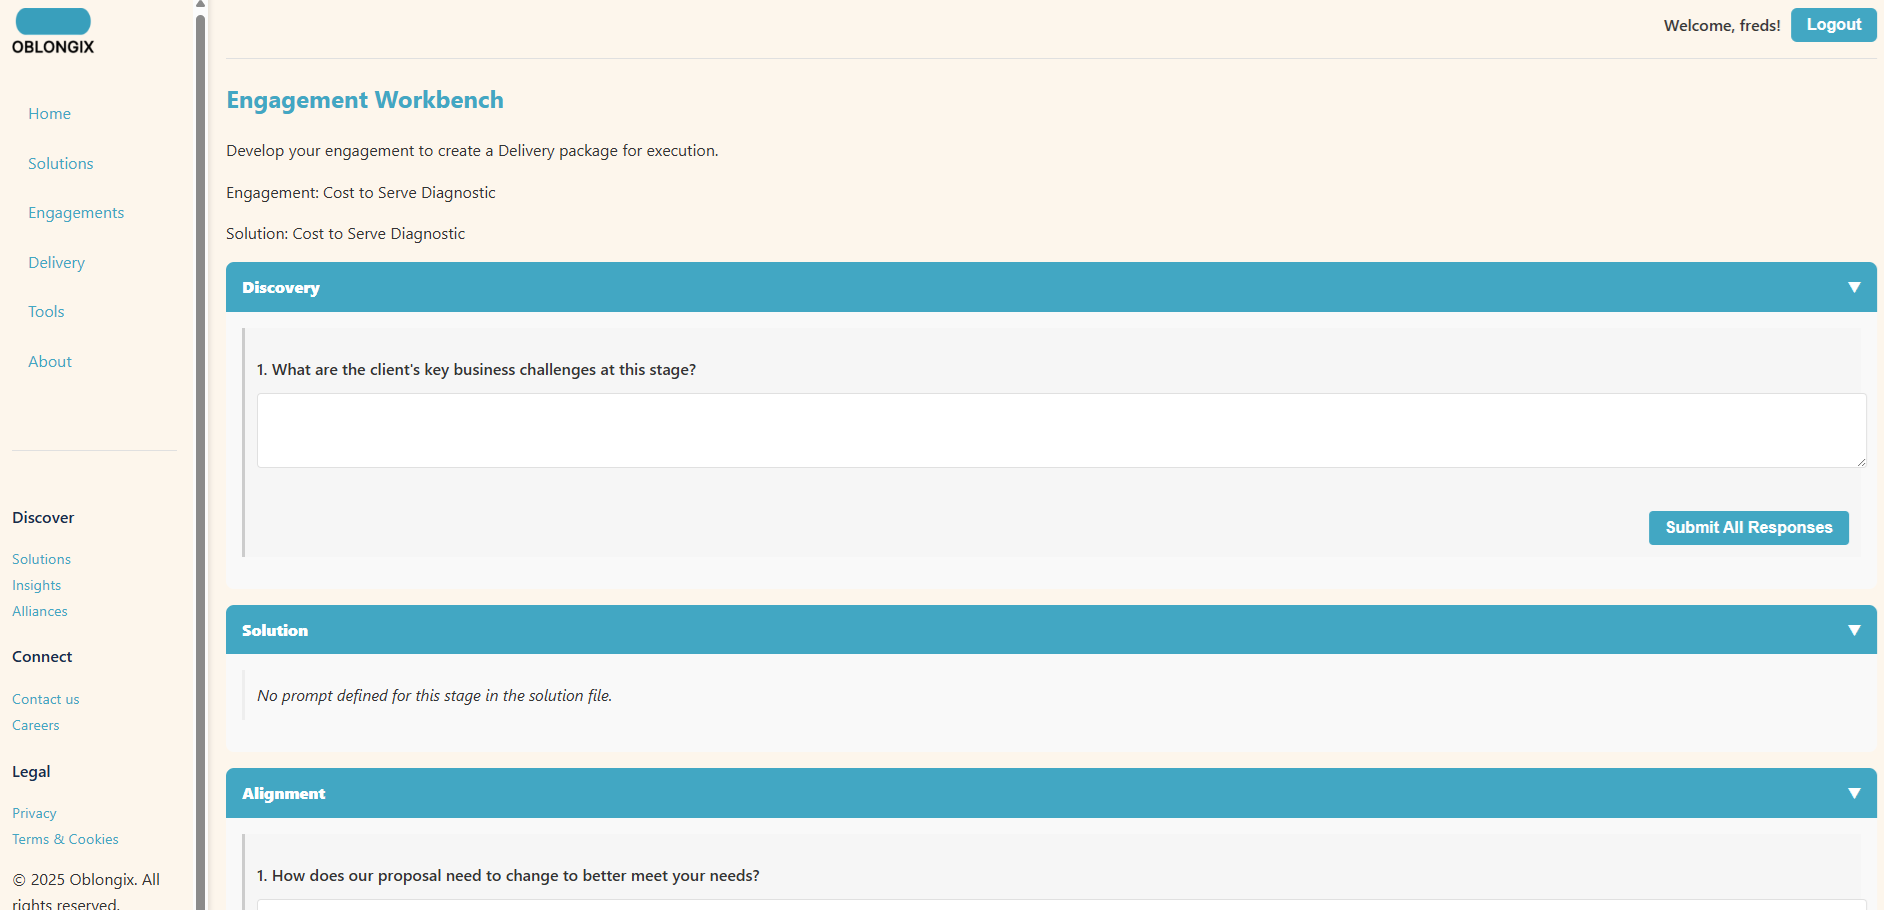 OBLONGIX
Home
Solutions
Engagements
Delivery
Tools
About
Discover
Solutions
Insights
Alliances
Connect
Contact us
Careers
Legal
Privacy
Terms & Cookies
© 2025 Oblongix. All
rights reserved.
Welcome, freds!
Logout
Engagement Workbench
Develop your engagement to create a Delivery package for execution.
Engagement: Cost to Serve Diagnostic
Solution: Cost to Serve Diagnostic
Discovery
1. What are the client's key business challenges at this stage?
Submit All Responses
Solution
No prompt defined for this stage in the solution file.
Alignment
1. How does our proposal need to change to better meet your needs?